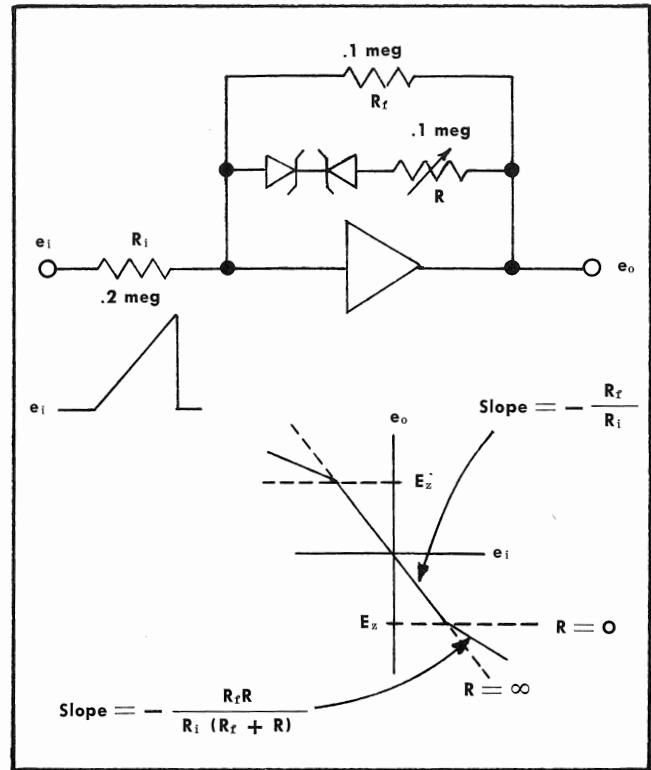 .1 meg
Rf
.1 meg
R
ei
Ri
eo
.2 meg
ei
Slope = - Rf
Ri
eo
Ez
ei
Ez
R = O
R = ∞
Slope = - RfR
Ri (Rf + R)